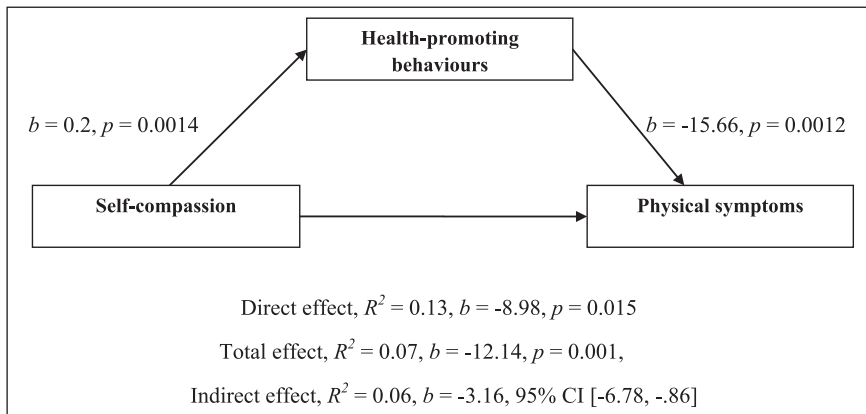 Health-promoting
behaviours
b = 0.2, p = 0.0014
b = -15.66, p = 0.0012
Self-compassion
Physical symptoms
Direct effect, R² = 0.13, b = -8.98, p = 0.015
Total effect, R² = 0.07, b = -12.14, p = 0.001,
Indirect effect, R² = 0.06, b = -3.16, 95% CI [-6.78, -.86]